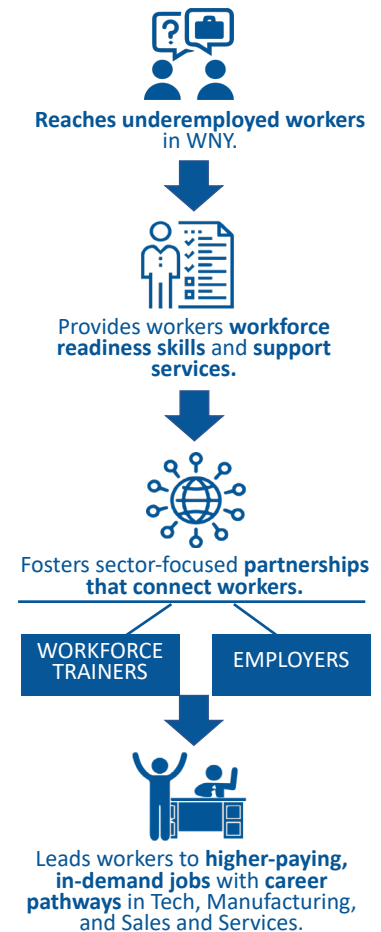 ?
Reaches underemployed workers
in WNY.
Provides workers workforce
readiness skills and support
services.
Fosters sector-focused partnerships
that connect workers.
WORKFORCE
TRAINERS
EMPLOYERS
Leads workers to higher-paying,
in-demand jobs with career
pathways in Tech, Manufacturing,
and Sales and Services.